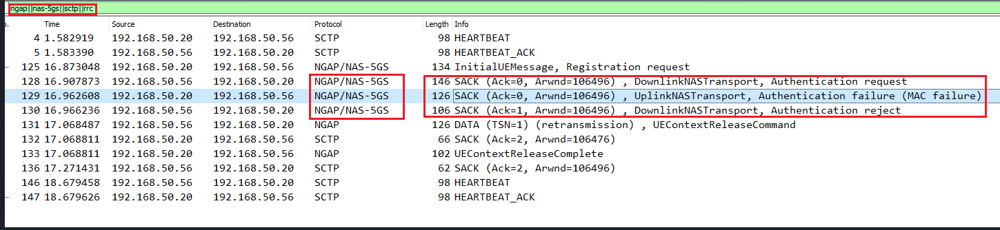 ngap||nas-5gs||sctp||rrc
Time Source Destination Protocol Length Info
4 1.582919 192.168.50.20 192.168.50.56 SCTP 98 HEARTBEAT
5 1.583390 192.168.50.56 192.168.50.20 SCTP 98 HEARTBEAT_ACK
125 16.873048 192.168.50.20 192.168.50.56 NGAP/NAS-5GS 134 InitialUEMessage, Registration request
128 16.907873 192.168.50.56 192.168.50.20 NGAP/NAS-5GS 146 SACK (Ack=0, Arwnd=106496) , DownlinkNASTransport, Authentication request
129 16.962608 192.168.50.20 192.168.50.56 NGAP/NAS-5GS 126 SACK (Ack=0, Arwnd=106496) , UplinkNASTransport, Authentication failure (MAC failure)
130 16.966236 192.168.50.56 192.168.50.20 NGAP/NAS-5GS 106 SACK (Ack=1, Arwnd=106496) , DownlinkNASTransport, Authentication reject
131 17.068487 192.168.50.56 192.168.50.20 NGAP 126 DATA (TSN=1) (retransmission) , UEContextReleaseCommand
132 17.068811 192.168.50.20 192.168.50.56 SCTP 66 SACK (Ack=2, Arwnd=106476)
133 17.068811 192.168.50.20 192.168.50.56 NGAP 102 UEContextReleaseComplete
136 17.271431 192.168.50.56 192.168.50.20 SCTP 62 SACK (Ack=2, Arwnd=106496)
146 18.679458 192.168.50.56 192.168.50.20 SCTP 98 HEARTBEAT
147 18.679626 192.168.50.20 192.168.50.56 SCTP 98 HEARTBEAT_ACK